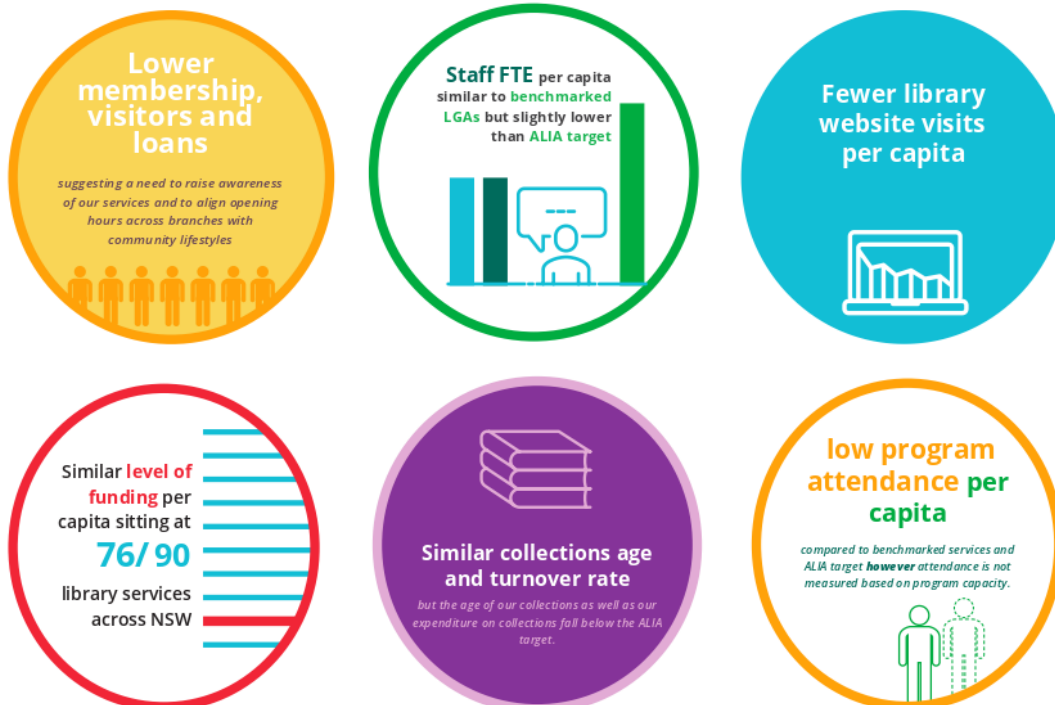 Lower
membership,
visitors and
loans
suggesting a need to raise awareness
of our services and to align opening
hours across branches with
community lifestyles
Staff FTE per capita
similar to benchmarked
LGAs but slightly lower
than ALIA target
Fewer library
website visits
per capita
Similar level of
funding per
capita sitting at
76/ 90
library services
across NSW
Similar collections age
and turnover rate
but the age of our collections as well as our
expenditure on collections fall below the ALIA
target.
low program
attendance per
capita
compared to benchmarked services and
ALIA target however attendance is not
measured based on program capacity.